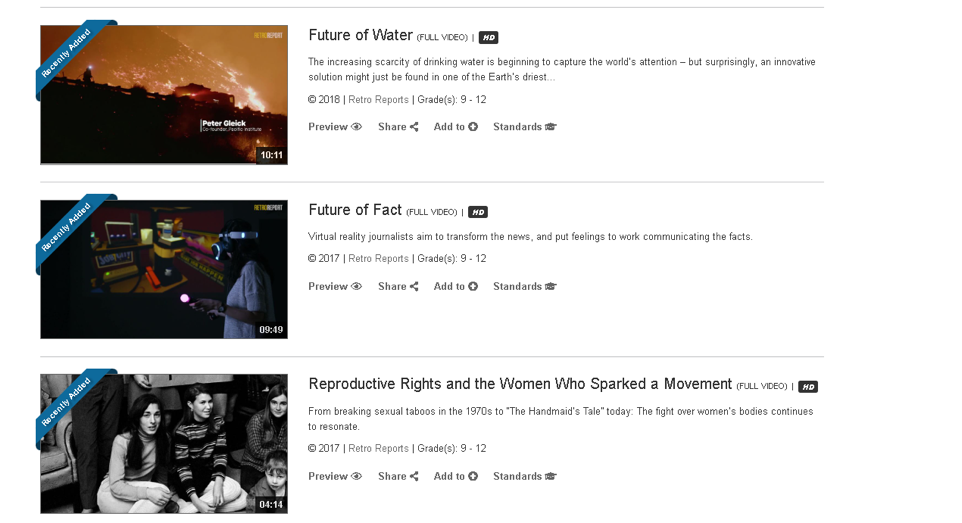 Recently Added
RETROREPORT
Peter Gleick
Co-founder, Pacific Institute
10:11
Future of Water (FULL VIDEO) | HD
The increasing scarcity of drinking water is beginning to capture the world's attention – but surprisingly, an innovative
solution might just be found in one of the Earth's driest...
© 2018 | Retro Reports | Grade(s): 9 - 12
Preview Share Add to Standards
Recently Added
RETROREPORT
09:49
Future of Fact (FULL VIDEO) | HD
Virtual reality journalists aim to transform the news, and put feelings to work communicating the facts.
© 2017 | Retro Reports | Grade(s): 9 - 12
Preview Share Add to Standards
Recently Added
04:14
Reproductive Rights and the Women Who Sparked a Movement (FULL VIDEO) | HD
From breaking sexual taboos in the 1970s to "The Handmaid's Tale" today: The fight over women's bodies continues
to resonate.
© 2017 | Retro Reports | Grade(s): 9 - 12
Preview Share Add to Standards